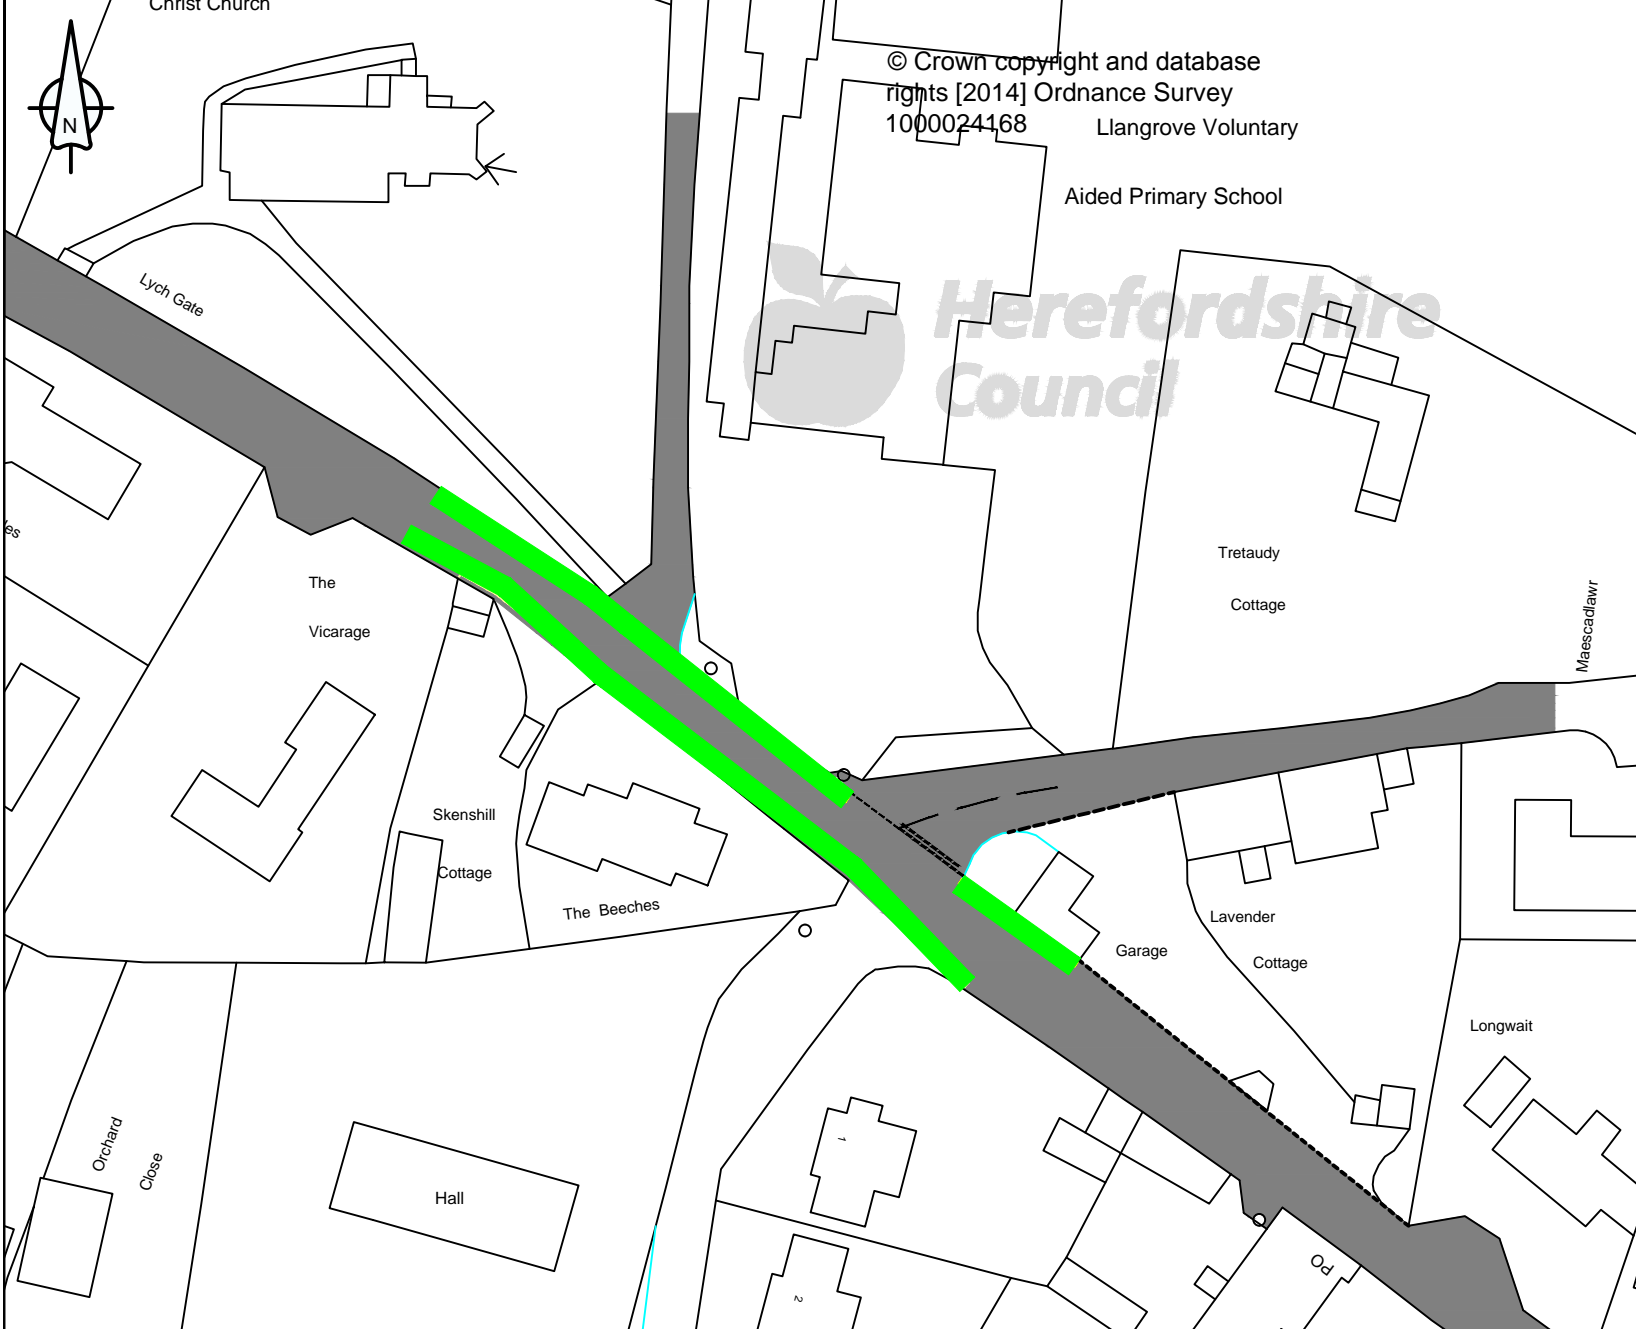 Christ Church
© Crown copyright and database
rights [2014] Ordnance Survey
1000024168
N
Llangrove Voluntary
Aided Primary School
Lych Gate
Herefordshire
Council
The
Vicarage
Tretaudy
Cottage
Maescadlawr
Skenshill
Cottage
The Beeches
Lavender
Cottage
Garage
Longwait
Orchard
Close
Hall
1
2
PO